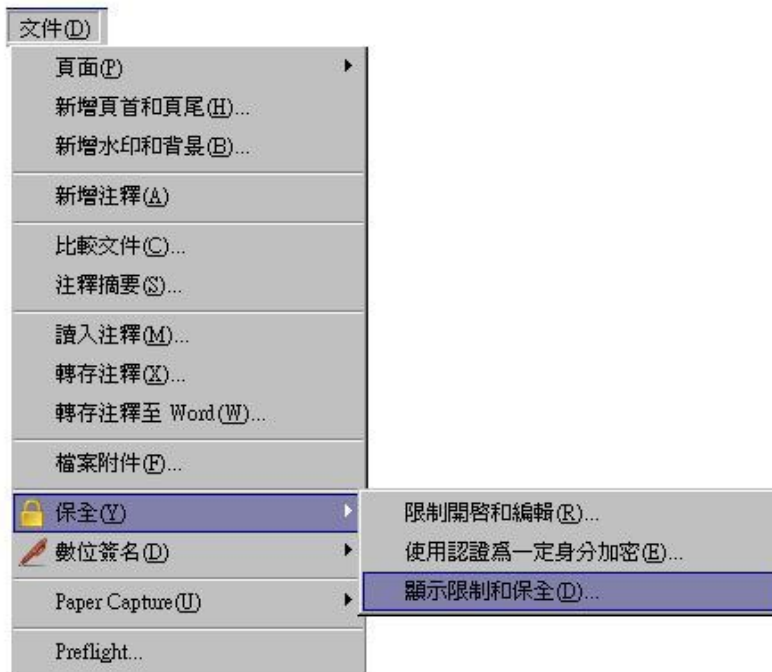 文件(D)
頁面(P)
新增頁首和頁尾(H)...
新增水印和背景(B)...
新增注釋(A)
比較文件(C)...
注釋摘要(S)...
讀入注釋(M)...
轉存注釋(X)...
轉存注釋至 Word(W)...
檔案附件(F)...
保全(Y)
限制開啓和編輯(R)...
數位簽名(D)
使用認證爲一定身分加密(E)...
Paper Capture(U)
顯示限制和保全(D)...
Preflight...